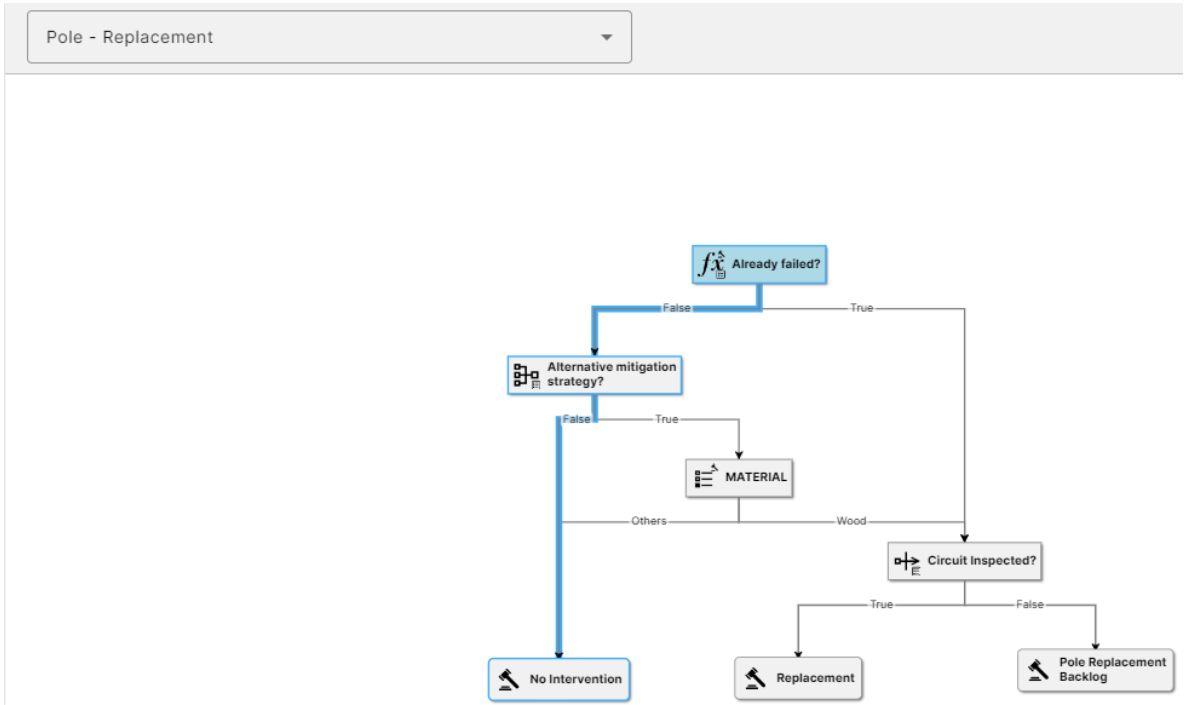 Pole - Replacement
fx Already failed?
False
True
Alternative mitigation
strategy?
False
True
MATERIAL
Others
Wood
Circuit Inspected?
True
False
No Intervention
Replacement
Pole Replacement
Backlog